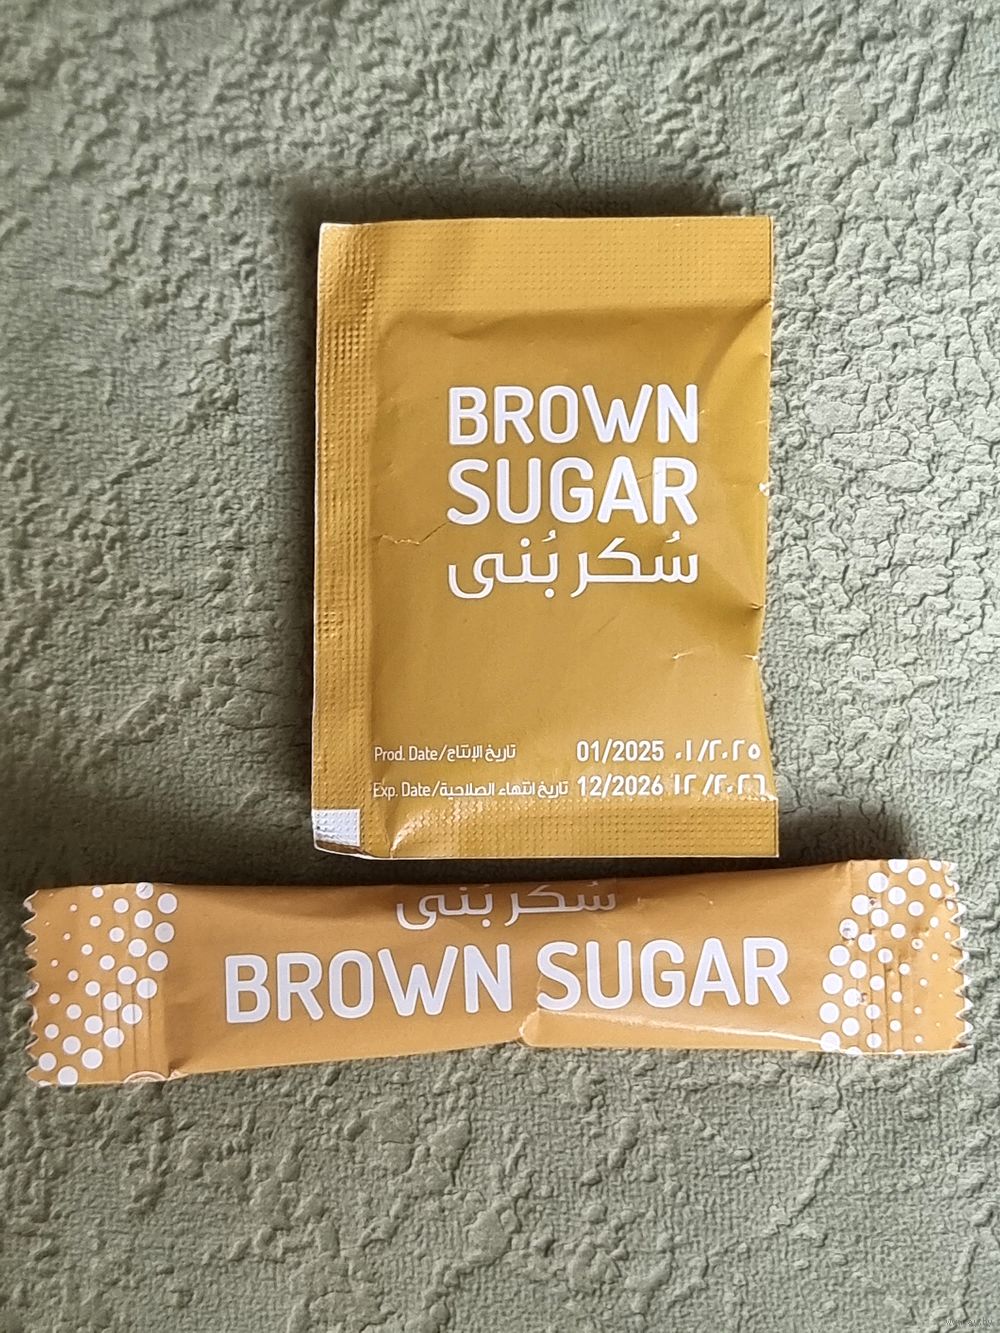 BROWN
SUGAR
سُكر بُنى
Prod. Date/تاريخ الإنتاج 01/2025 ٠١/٢٠٢٥
Exp. Date/تاريخ انتهاء الصلاحية 12/2026 ١٢/٢٠٢٦
سُكر بُنى
BROWN SUGAR